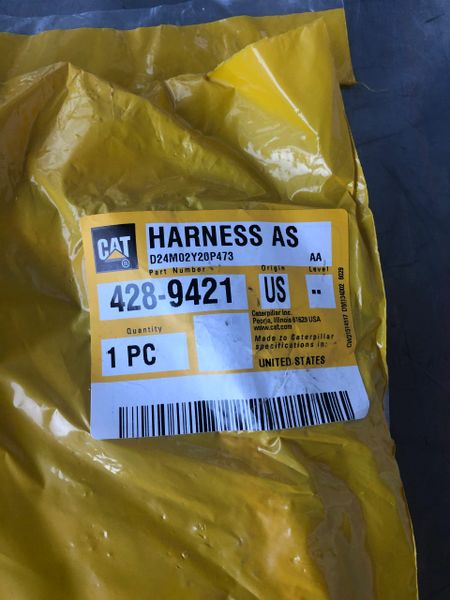 CAT
HARNESS AS
D24M02Y20P473 AA
Part Number Origin Level
428-9421 US --
Caterpillar Inc.
Peoria, Illinois 61629 USA
www.cat.com
Quantity
Made to Caterpillar
specifications in:
1 PC
UNITED STATES